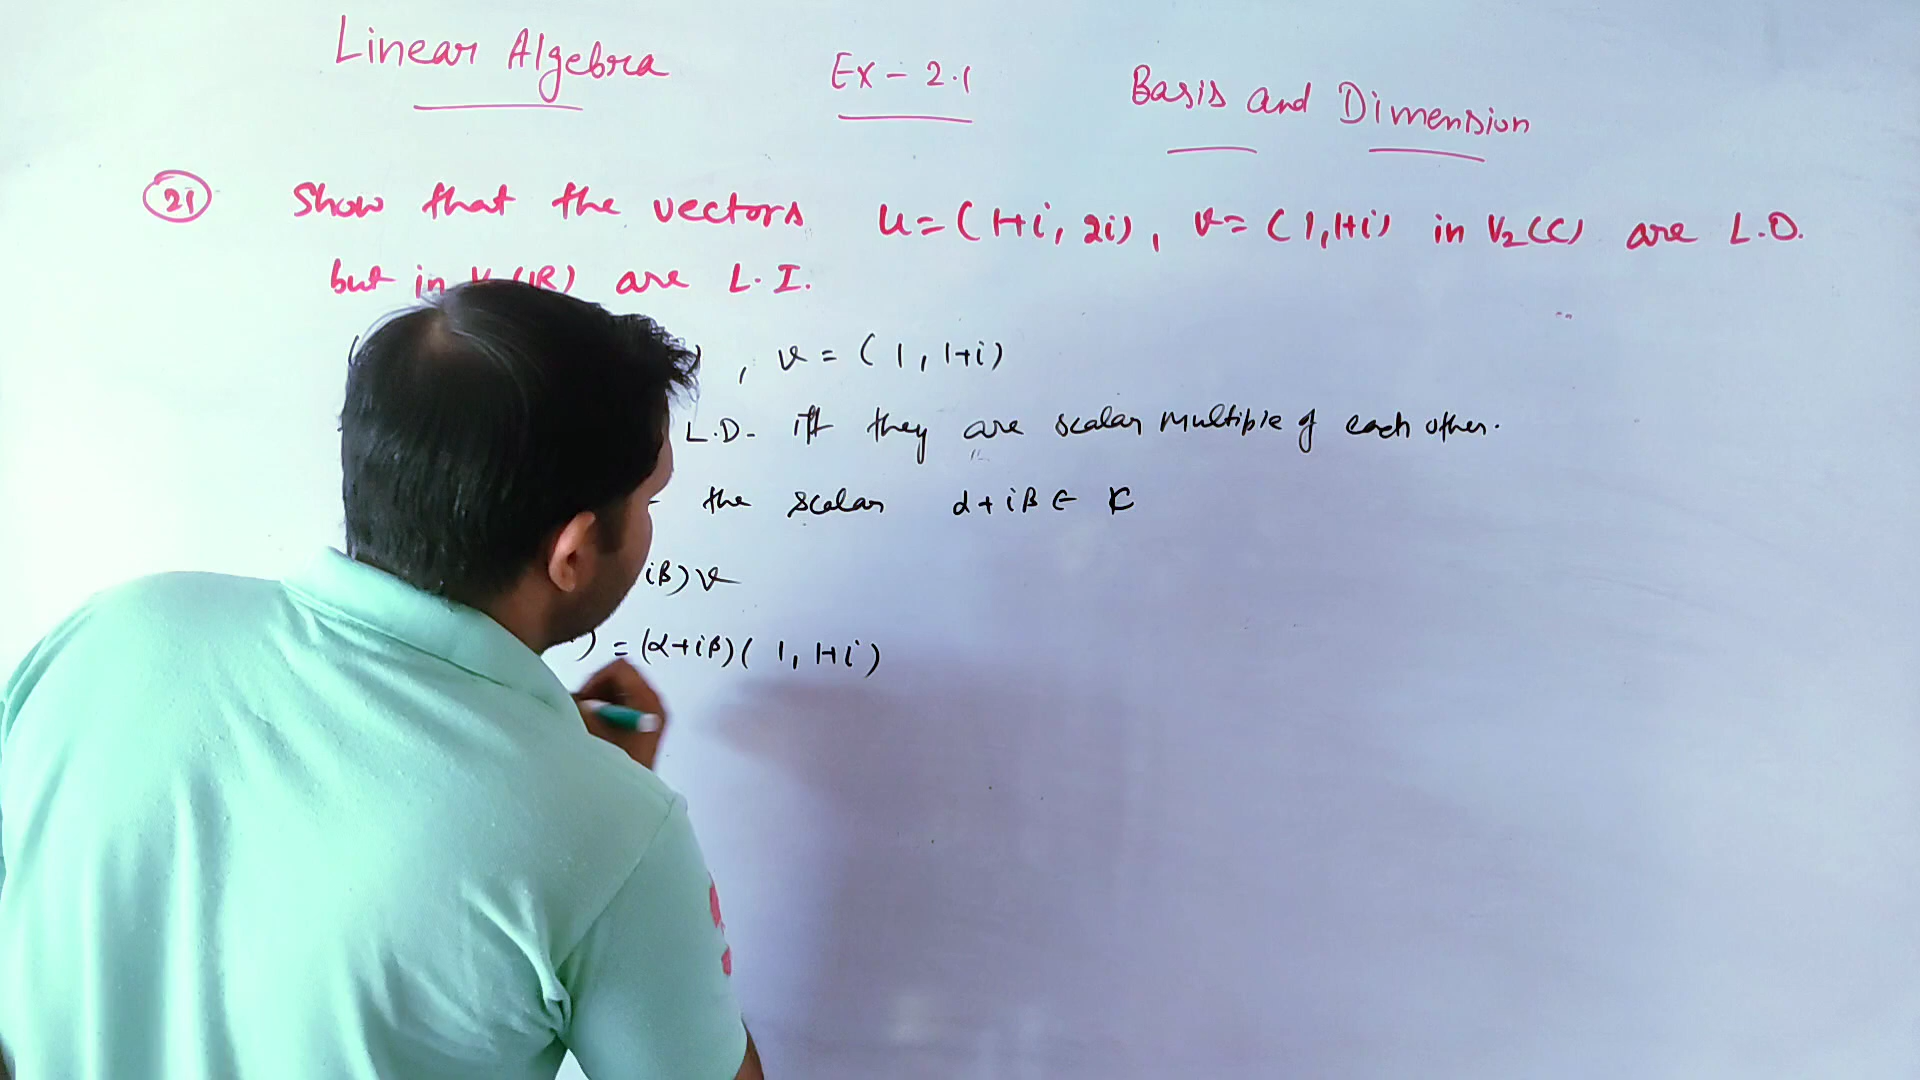 Linear Algebra Ex - 2.1 Basis and Dimension
21 Show that the vectors u = (1+i, 2i), v = (1, 1+i) in V₂(C) are L.D.
but in (R) are L.I.
( ) , v = (1, 1+i)
L.D. iff they are scalar multiple of each other.
the scalar α + iβ ∈ C
iβ) v
) = (α+iβ)( 1, 1+i )